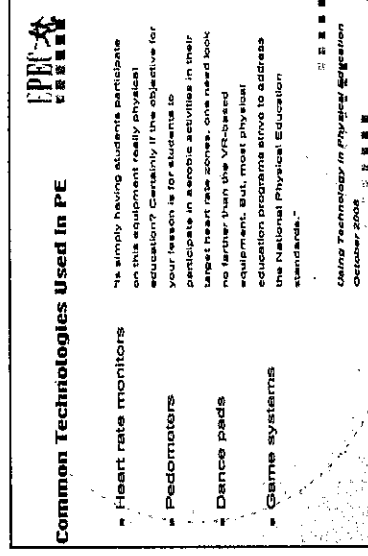 Common Technologies Used In PE
EPEC
Heart rate monitors
Pedometers
Dance pads
Game systems
"Is simply having students participate
on this equipment really physical
education? Certainly if the objective for
your lesson is for students to
participate in aerobic activities in their
target heart rate zones, one need look
no farther than the VR-based
equipment. But, most physical
education programs strive to address
the National Physical Education
standards."
Using Technology in Physical Education
October 2008